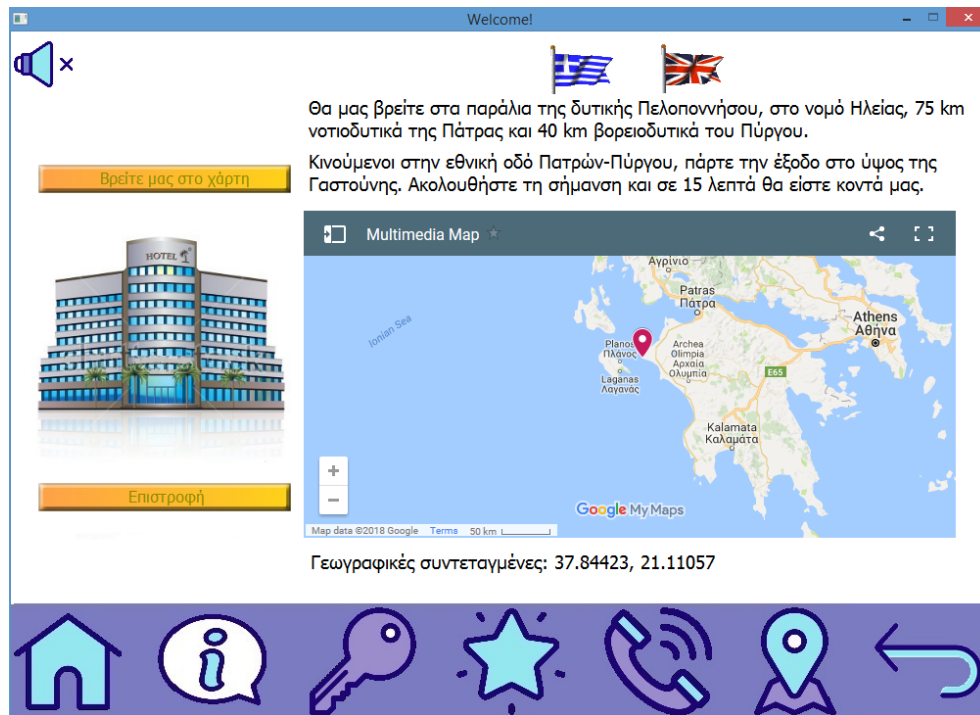 Welcome!
Θα μας βρείτε στα παράλια της δυτικής Πελοποννήσου, στο νομό Ηλείας, 75 km
νοτιοδυτικά της Πάτρας και 40 km βορειοδυτικά του Πύργου.
Κινούμενοι στην εθνική οδό Πατρών-Πύργου, πάρτε την έξοδο στο ύψος της
Γαστούνης. Ακολουθήστε τη σήμανση και σε 15 λεπτά θα είστε κοντά μας.
Βρείτε μας στο χάρτη
HOTEL
Επιστροφή
Multimedia Map
Αγρίνιο
Patras
Πάτρα
Athens
Αθήνα
Ionian Sea
Planos
Πλάνος
Archea
Olimpia
Αρχαία
Ολυμπία
E65
Laganas
Λαγανάς
Kalamata
Καλαμάτα
+
−
Google My Maps
Map data ©2018 Google Terms 50 km
Γεωγραφικές συντεταγμένες: 37.84423, 21.11057